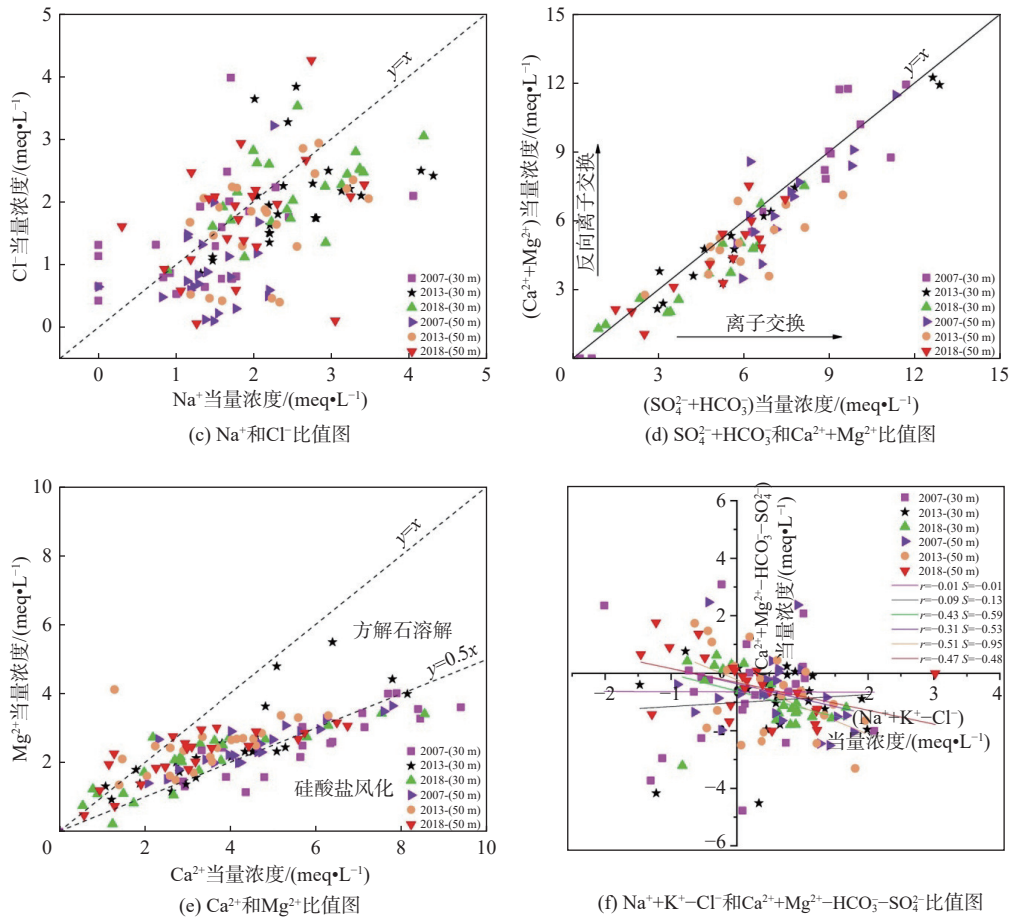 5
4
3
2
1
0
Cl⁻当量浓度/(meq•L⁻¹)
y=x
2007-(30 m)
2013-(30 m)
2018-(30 m)
2007-(50 m)
2013-(50 m)
2018-(50 m)
0 1 2 3 4 5
Na⁺当量浓度/(meq•L⁻¹)
(c) Na⁺和Cl⁻比值图
15
12
9
6
3
(Ca²⁺+Mg²⁺)当量浓度/(meq•L⁻¹)
反向离子交换
y=x
离子交换
2007-(30 m)
2013-(30 m)
2018-(30 m)
2007-(50 m)
2013-(50 m)
2018-(50 m)
3 6 9 12 15
(SO₄²⁻+HCO₃⁻)当量浓度/(meq•L⁻¹)
(d) SO₄²⁻+HCO₃⁻和Ca²⁺+Mg²⁺比值图
10
8
6
4
2
0
Mg²⁺当量浓度/(meq•L⁻¹)
y=x
方解石溶解
y=0.5x
硅酸盐风化
2007-(30 m)
2013-(30 m)
2018-(30 m)
2007-(50 m)
2013-(50 m)
2018-(50 m)
2 4 6 8 10
Ca²⁺当量浓度/(meq•L⁻¹)
(e) Ca²⁺和Mg²⁺比值图
6
4
2
Ca²⁺+Mg²⁺−HCO₃⁻−SO₄²⁻)
当量浓度/(meq•L⁻¹)
2007-(30 m)
2013-(30 m)
2018-(30 m)
2007-(50 m)
2013-(50 m)
2018-(50 m)
r=−0.01 S=−0.01
r=−0.09 S=−0.13
r=−0.43 S=−0.59
r=−0.31 S=−0.53
r=−0.51 S=−0.95
r=−0.47 S=−0.48
−2 −1 0 1 2 3 4
(Na⁺+K⁺−Cl⁻)
当量浓度/(meq•L⁻¹)
−4
−6
(f) Na⁺+K⁺−Cl⁻和Ca²⁺+Mg²⁺−HCO₃⁻−SO₄²⁻比值图